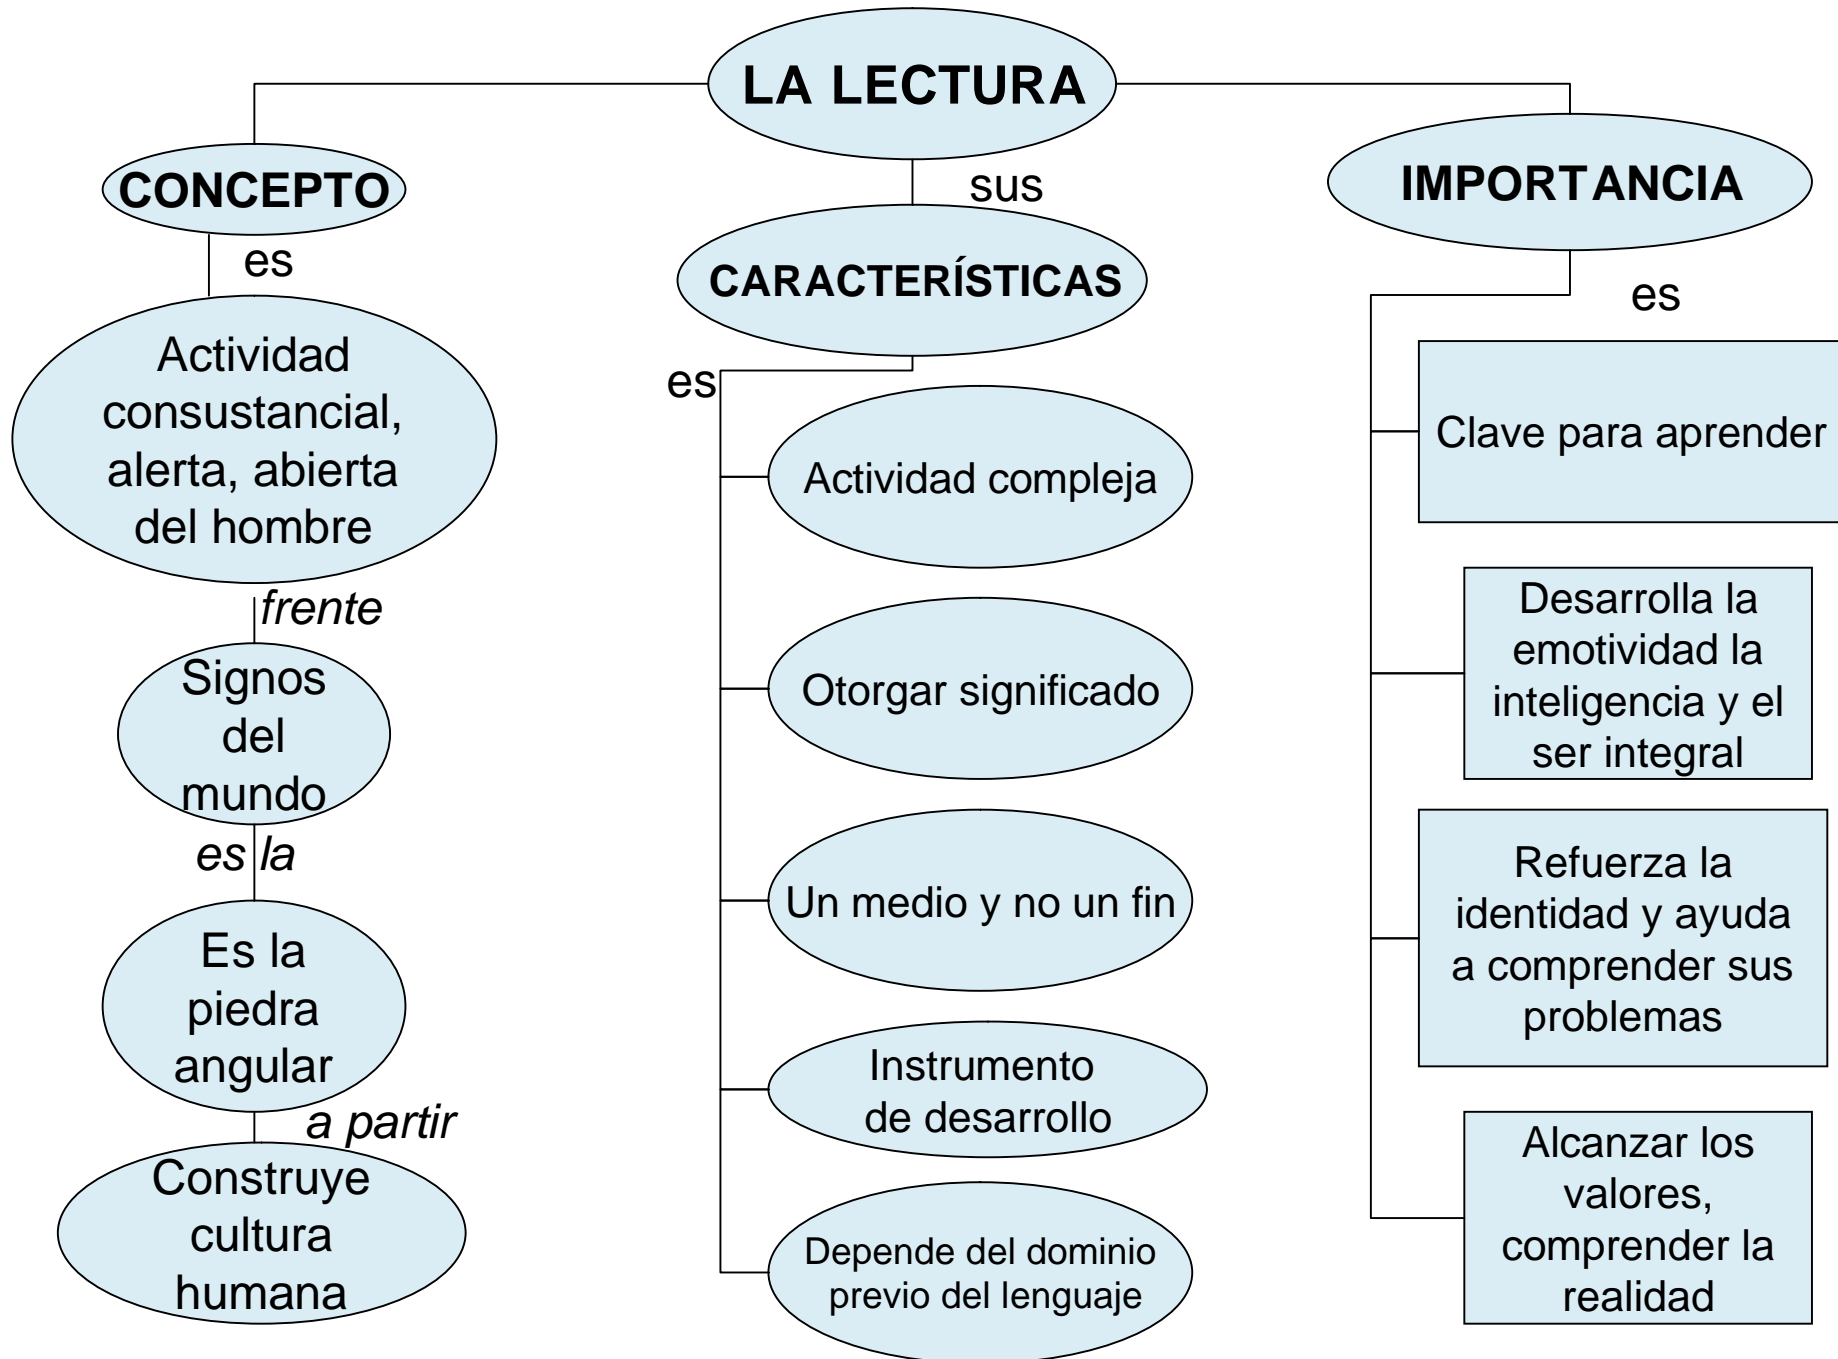 LA LECTURA
CONCEPTO
es
Actividad
consustancial,
alerta, abierta
del hombre
frente
Signos
del
mundo
es la
Es la
piedra
angular
a partir
Construye
cultura
humana
sus
CARACTERÍSTICAS
es
Actividad compleja
Otorgar significado
Un medio y no un fin
Instrumento
de desarrollo
Depende del dominio
previo del lenguaje
IMPORTANCIA
es
Clave para aprender
Desarrolla la
emotividad la
inteligencia y el
ser integral
Refuerza la
identidad y ayuda
a comprender sus
problemas
Alcanzar los
valores,
comprender la
realidad